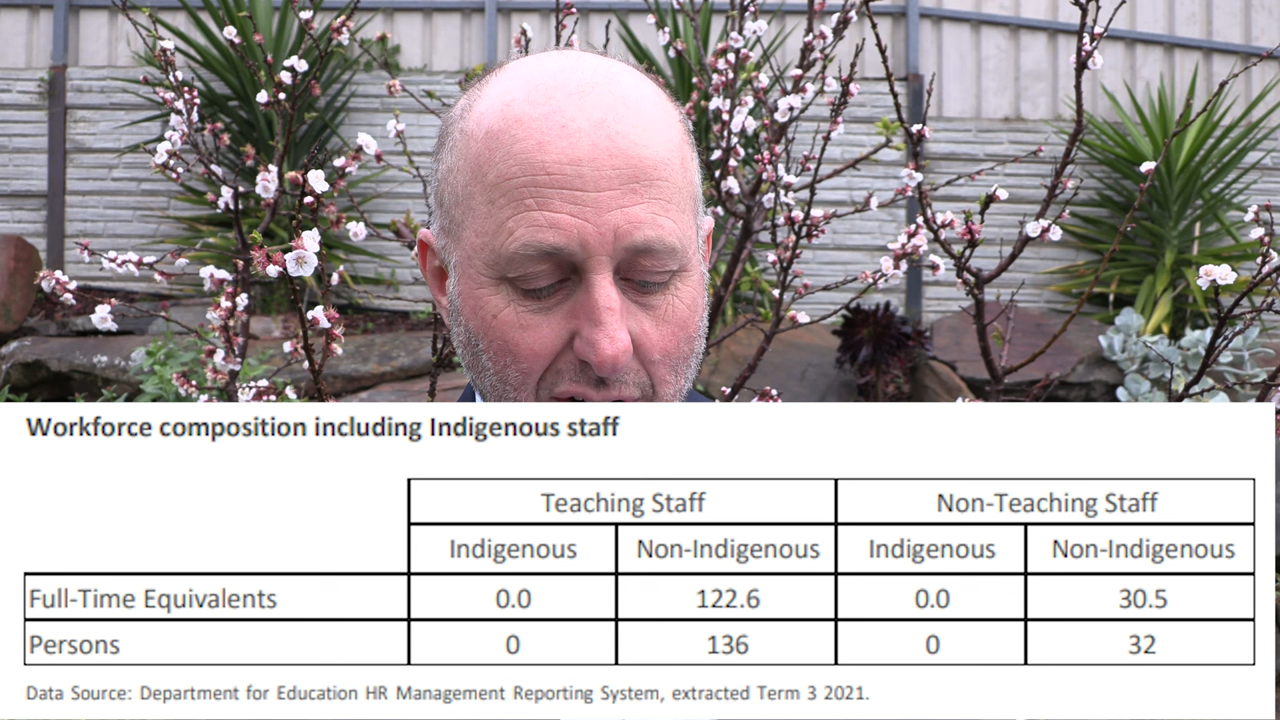 Workforce composition including Indigenous staff
Teaching Staff Non-Teaching Staff
Indigenous Non-Indigenous Indigenous Non-Indigenous
Full-Time Equivalents 0.0 122.6 0.0 30.5
Persons 0 136 0 32
Data Source: Department for Education HR Management Reporting System, extracted Term 3 2021.